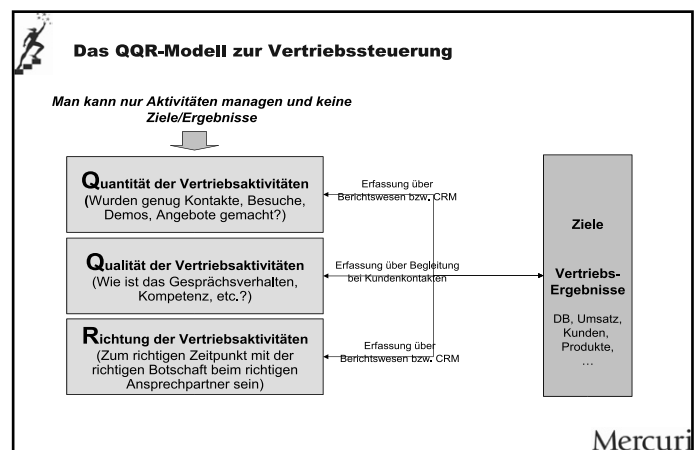 Das QQR-Modell zur Vertriebssteuerung
Man kann nur Aktivitäten managen und keine
Ziele/Ergebnisse
Quantität der Vertriebsaktivitäten
(Wurden genug Kontakte, Besuche,
Demos, Angebote gemacht?)
Erfassung über
Berichtswesen bzw. CRM
Qualität der Vertriebsaktivitäten
(Wie ist das Gesprächsverhalten,
Kompetenz, etc.?)
Erfassung über Begleitung
bei Kundenkontakten
Richtung der Vertriebsaktivitäten
(Zum richtigen Zeitpunkt mit der
richtigen Botschaft beim richtigen
Ansprechpartner sein)
Erfassung über
Berichtswesen bzw. CRM
Ziele
Vertriebs-
Ergebnisse
DB, Umsatz,
Kunden,
Produkte,
...
Mercuri